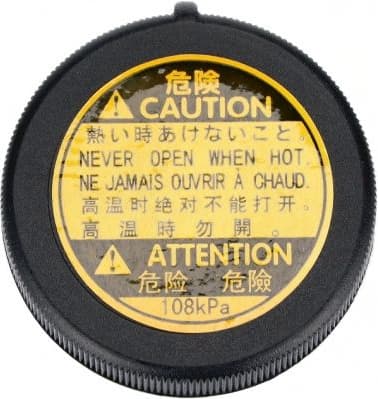 危険
CAUTION
熱い時あけないこと。
NEVER OPEN WHEN HOT.
NE JAMAIS OUVRIR À CHAUD.
高温时绝对不能打开。
高温時勿開。
ATTENTION
危险 危險
108kPa